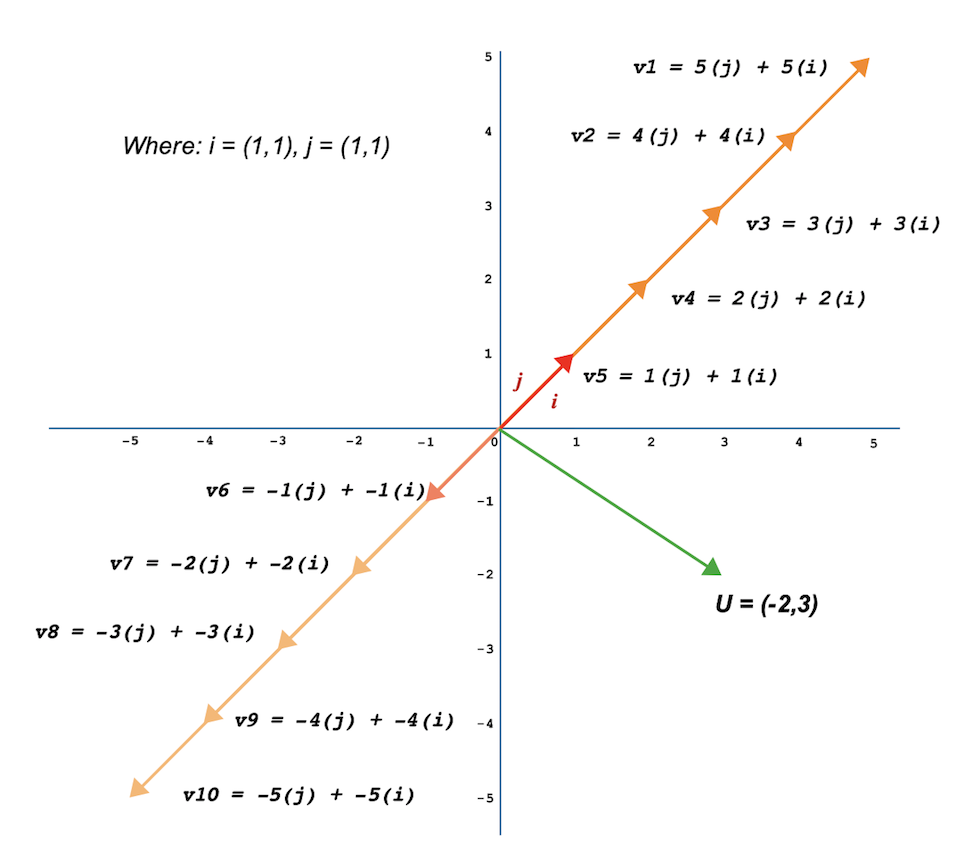 5
v1 = 5(j) + 5(i)
4
v2 = 4(j) + 4(i)
Where: i = (1,1), j = (1,1)
3
v3 = 3(j) + 3(i)
2
v4 = 2(j) + 2(i)
1
j
v5 = 1(j) + 1(i)
i
-5 -4 -3 -2 -1 0 1 2 3 4 5
v6 = -1(j) + -1(i)
-1
v7 = -2(j) + -2(i)
-2
U = (-2,3)
v8 = -3(j) + -3(i)
-3
v9 = -4(j) + -4(i)
-4
v10 = -5(j) + -5(i)
-5